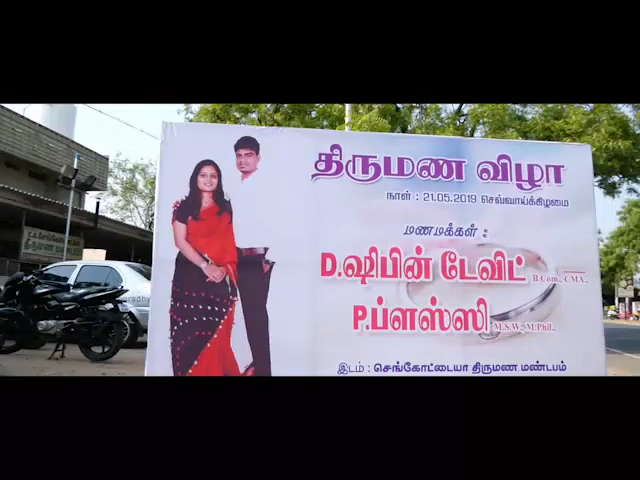 திருமண விழா
நாள் : 21.05.2019 செவ்வாய்க்கிழமை
மணமக்கள் :
D.ஷிபின் டேவிட் B.Com., CMA.,
P.ப்ளஸ்ஸி M.S.W., M.Phil.,
இடம் : செங்கோட்டையா திருமண மண்டபம்